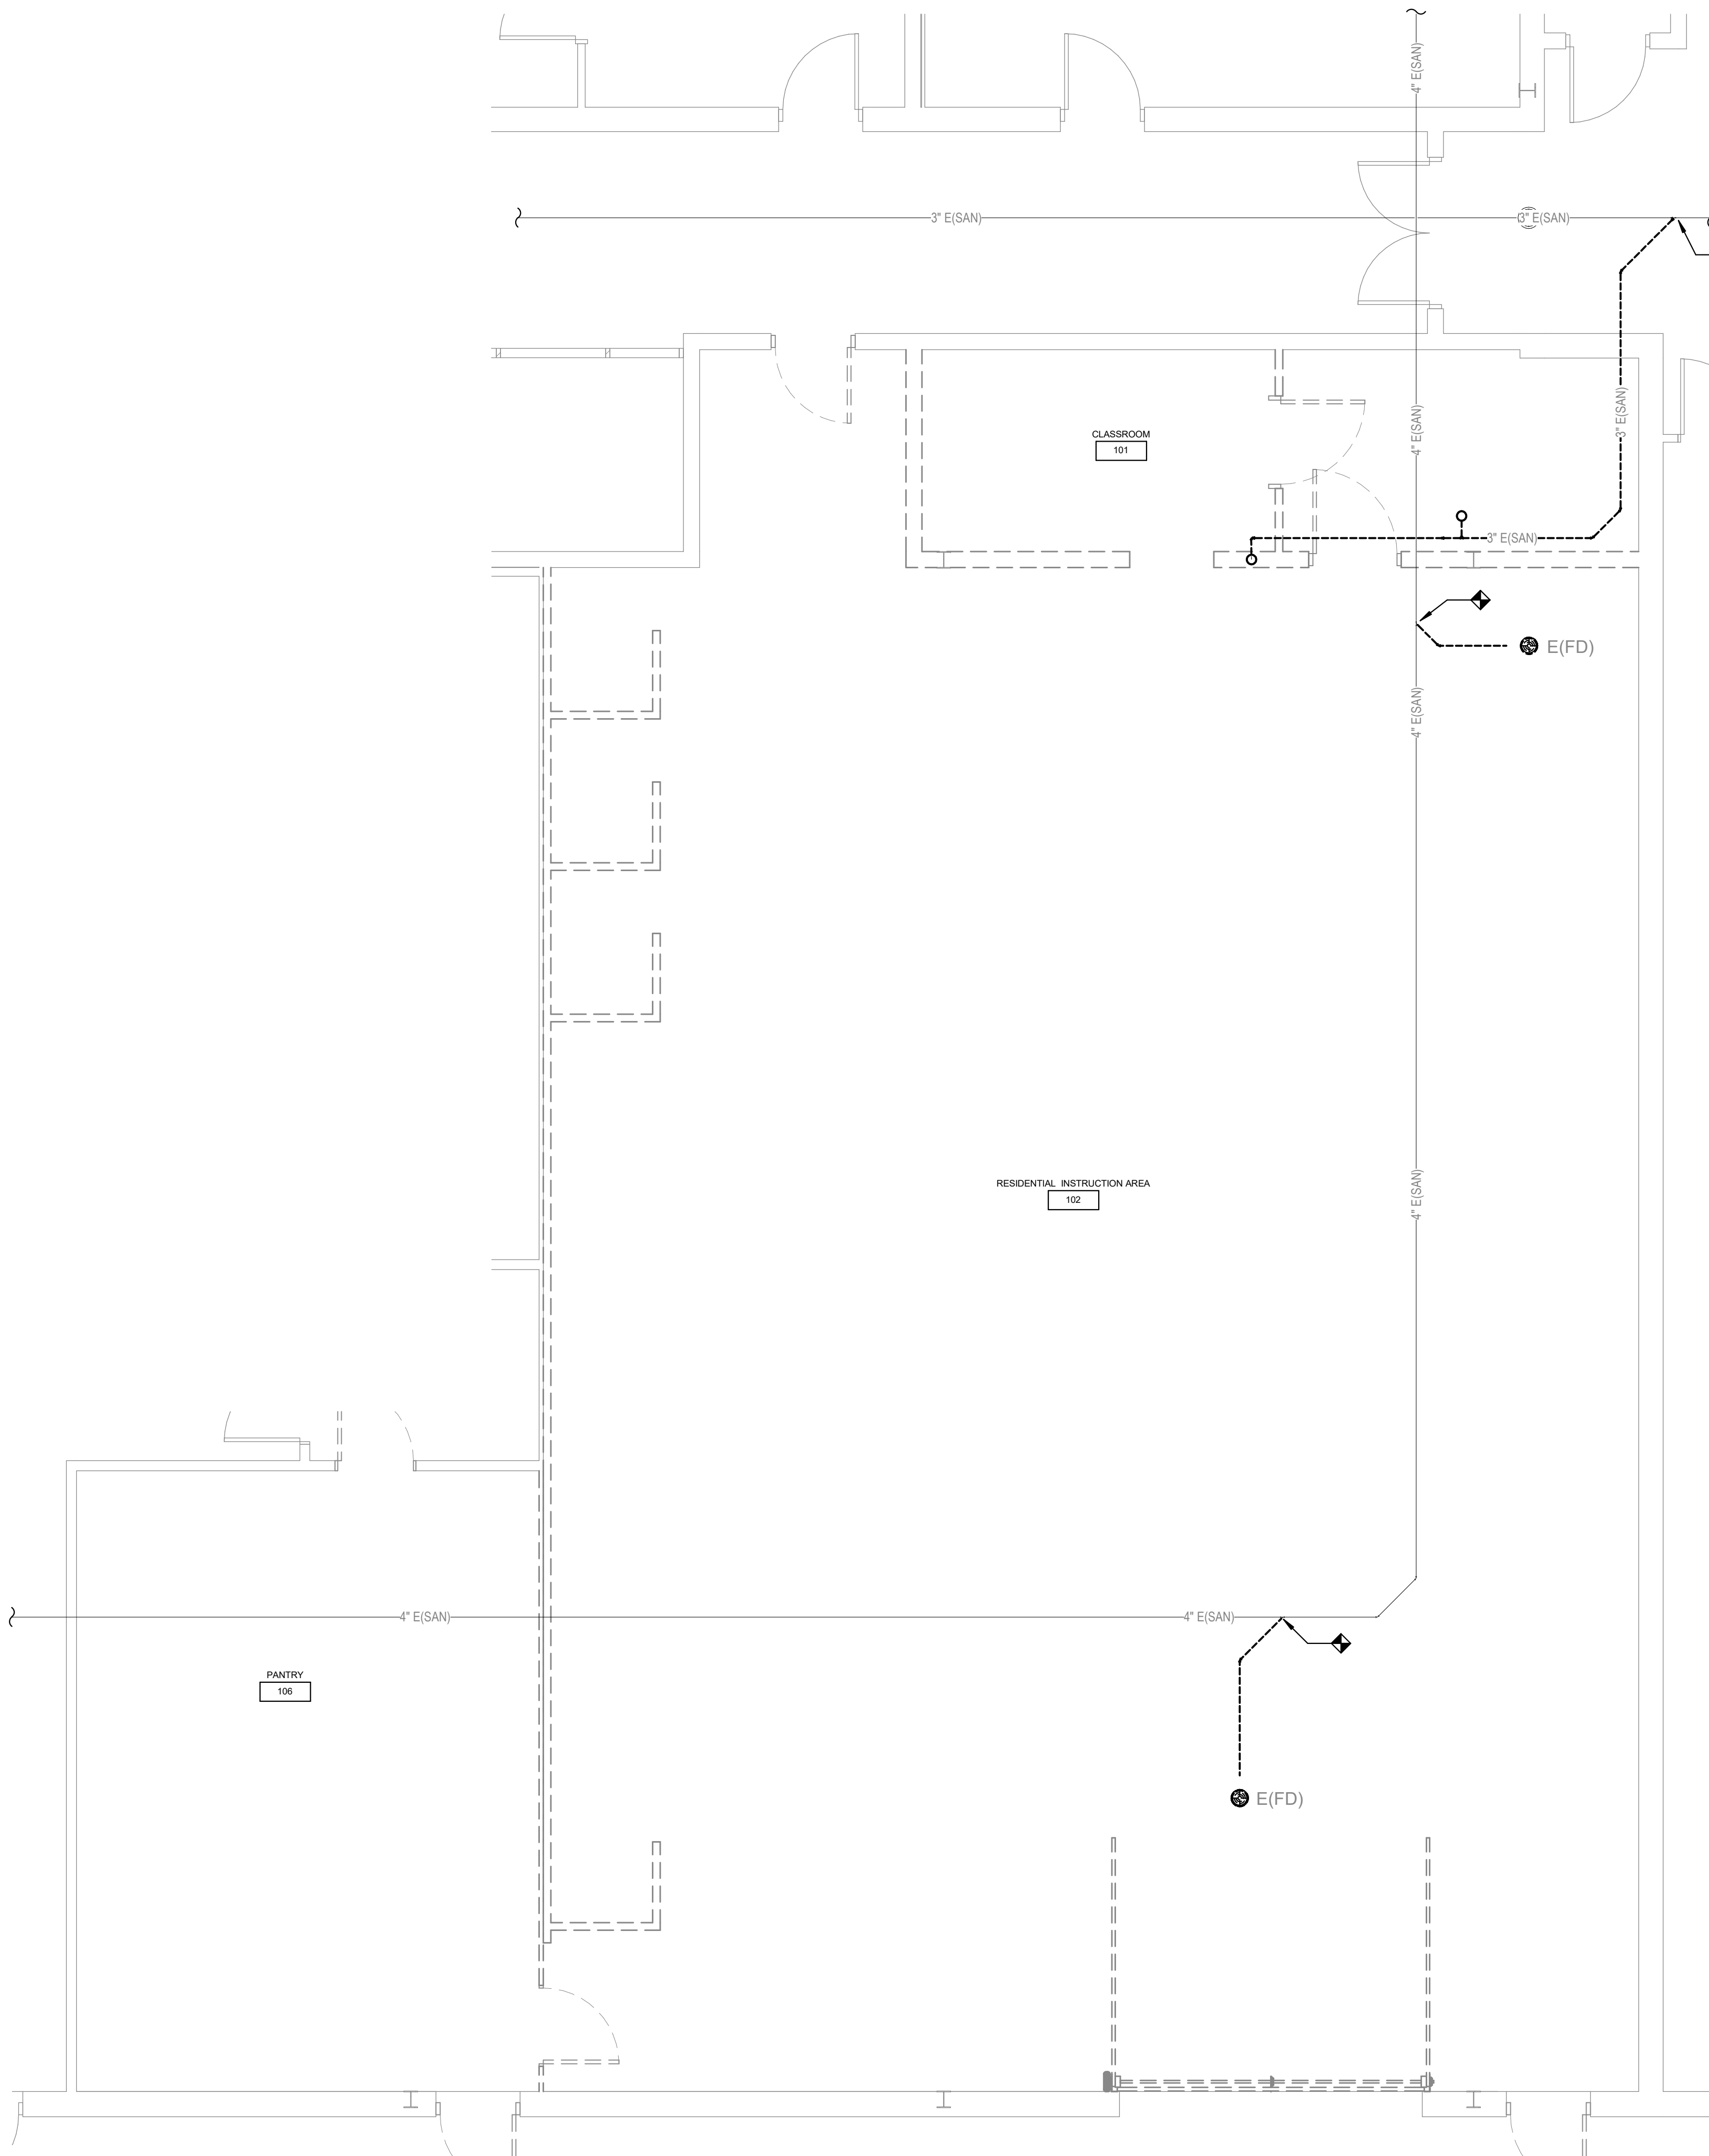 4" E(SAN)
3" E(SAN)
3" E(SAN)
3" E(SAN)
4" E(SAN)
CLASSROOM
101
3" E(SAN)
E(FD)
4" E(SAN)
RESIDENTIAL INSTRUCTION AREA
102
4" E(SAN)
4" E(SAN)
4" E(SAN)
PANTRY
106
E(FD)